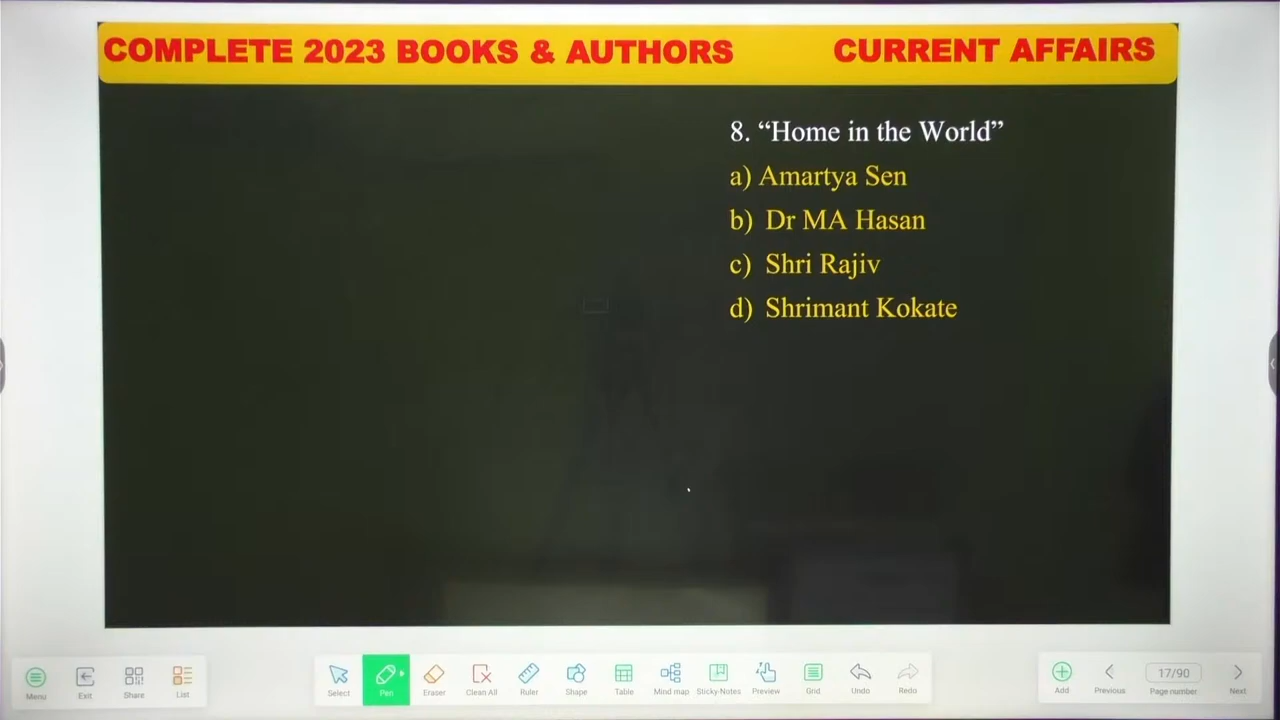 COMPLETE 2023 BOOKS & AUTHORS CURRENT AFFAIRS
8. “Home in the World”
a) Amartya Sen
b) Dr MA Hasan
c) Shri Rajiv
d) Shrimant Kokate
Menu Exit Share List Select Pen Eraser Clean All Ruler Shape Table Mind map Sticky-Notes Preview Grid Undo Redo Add Previous 17/90 Page number Next